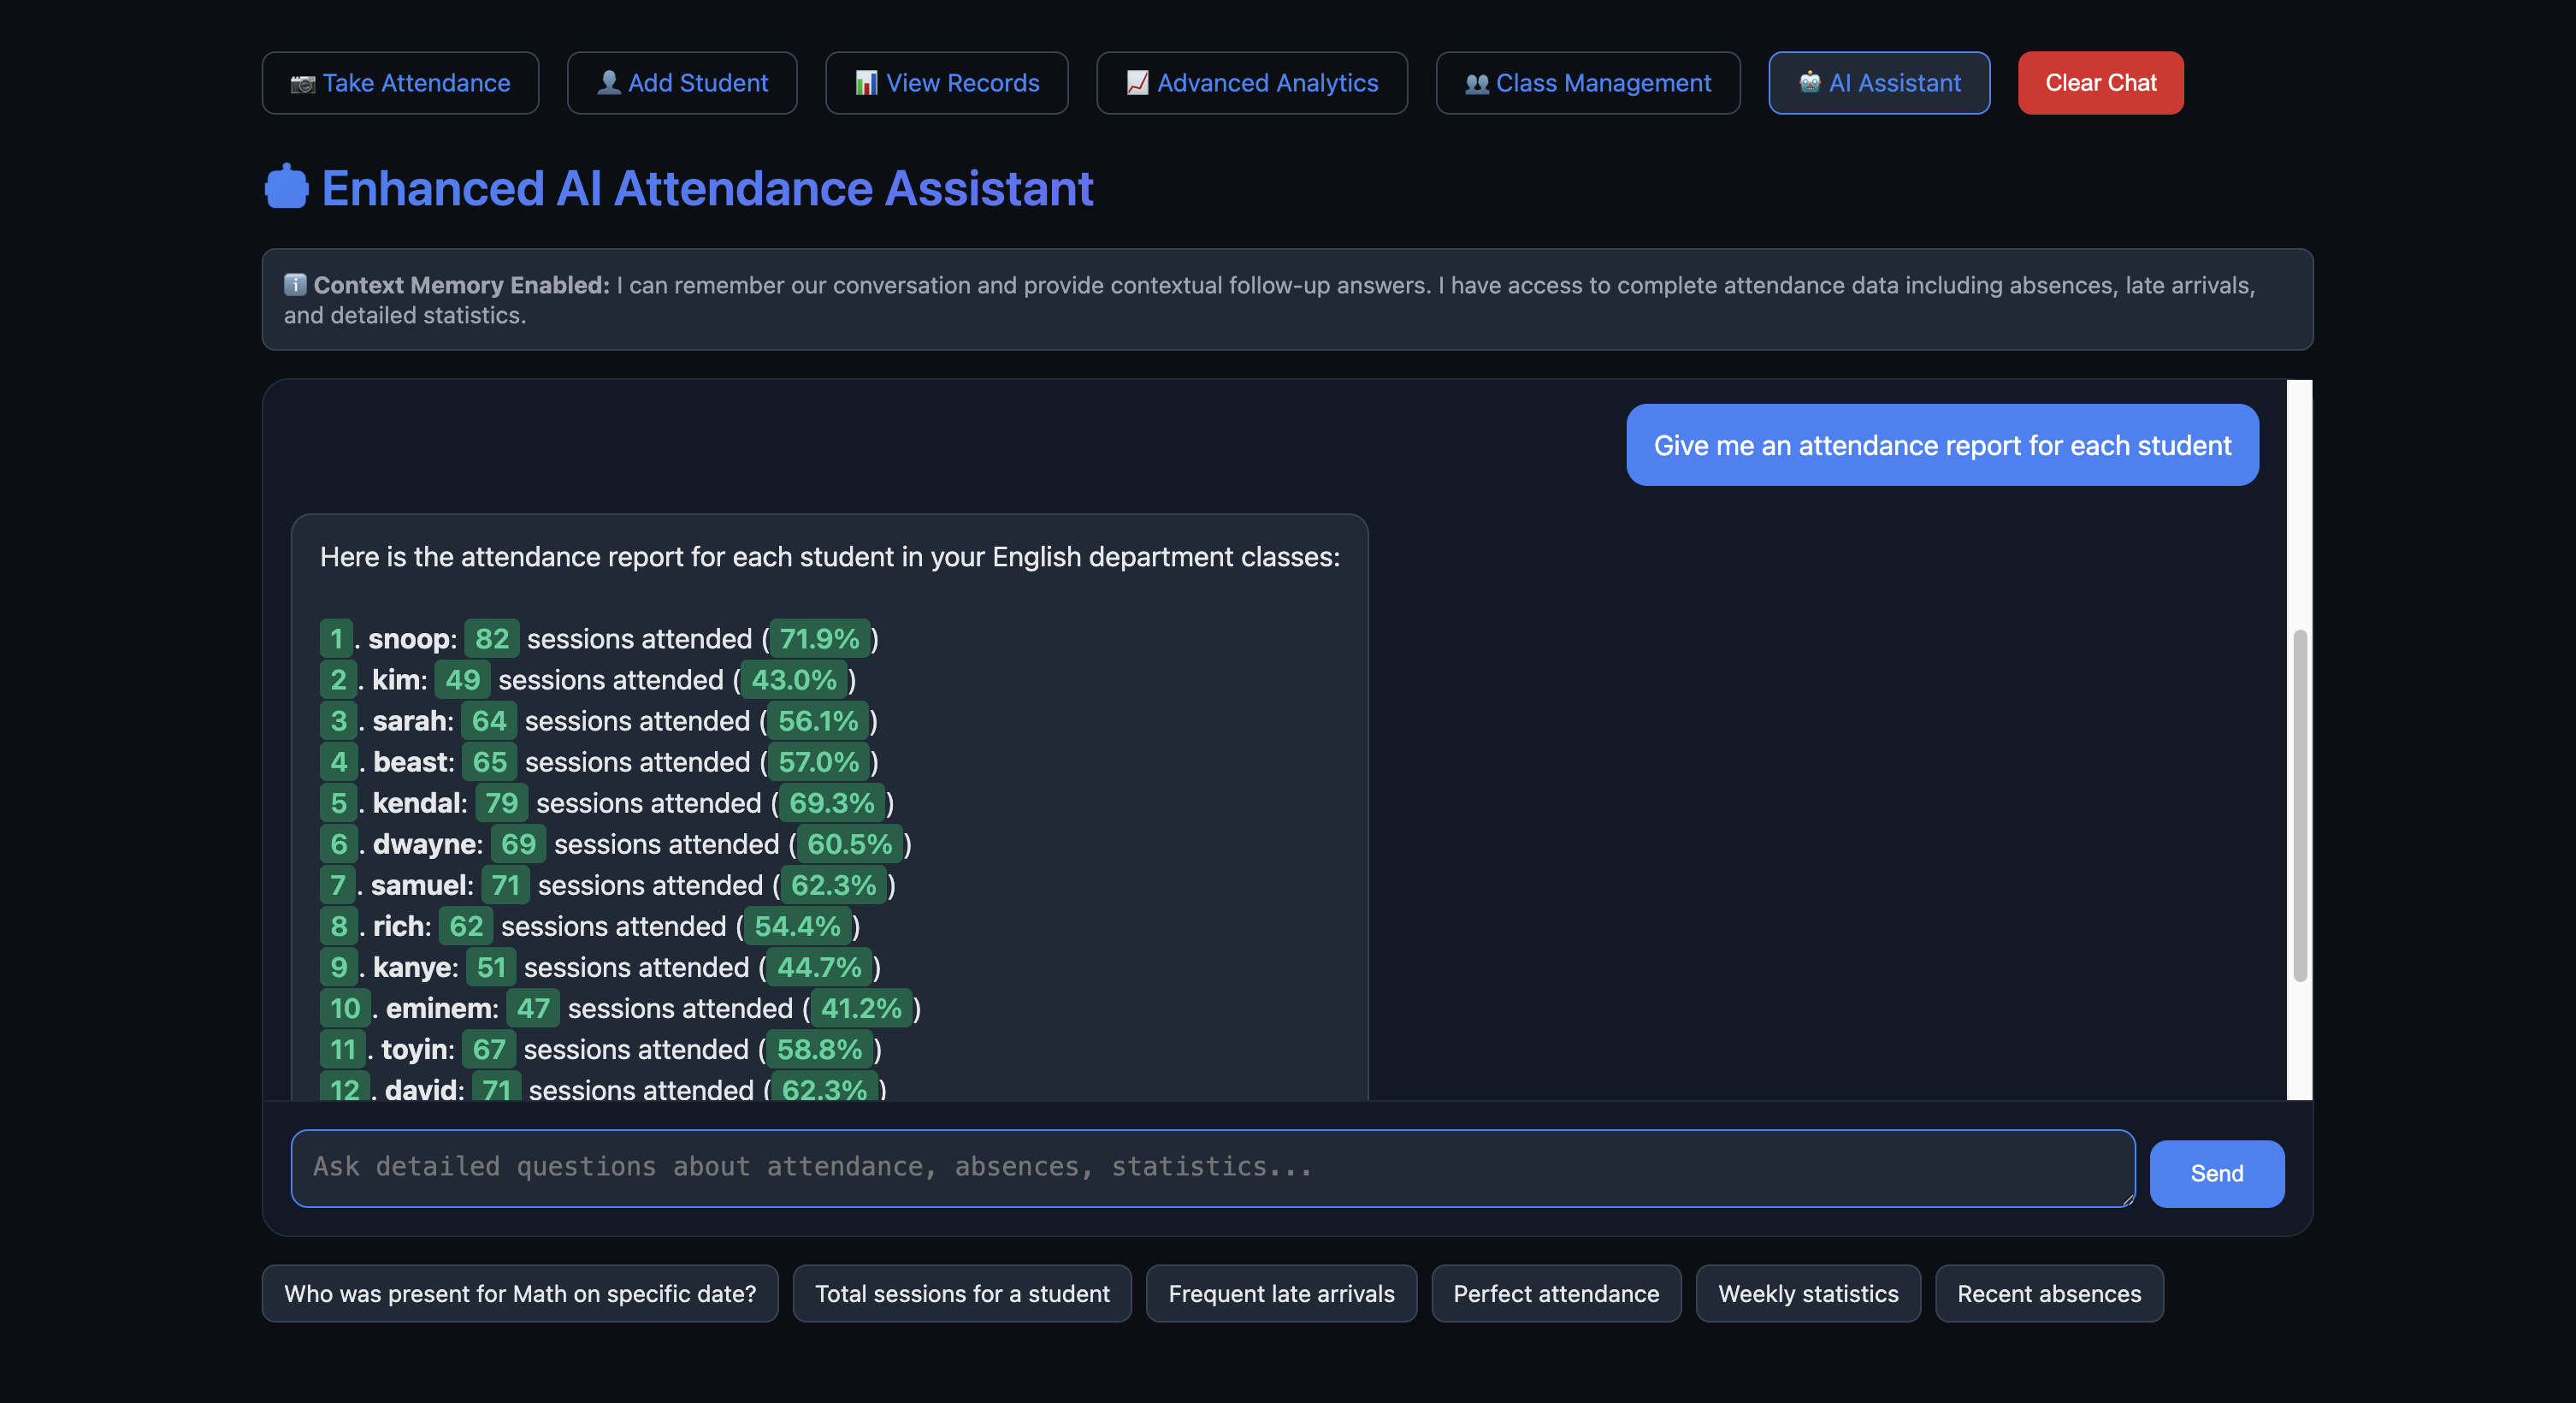 📷 Take Attendance
👤 Add Student
📊 View Records
📈 Advanced Analytics
👥 Class Management
🤖 AI Assistant
Clear Chat
Enhanced AI Attendance Assistant
ℹ️ Context Memory Enabled: I can remember our conversation and provide contextual follow-up answers. I have access to complete attendance data including absences, late arrivals,
and detailed statistics.
Give me an attendance report for each student
Here is the attendance report for each student in your English department classes:
1. snoop: 82 sessions attended (71.9%)
2. kim: 49 sessions attended (43.0%)
3. sarah: 64 sessions attended (56.1%)
4. beast: 65 sessions attended (57.0%)
5. kendal: 79 sessions attended (69.3%)
6. dwayne: 69 sessions attended (60.5%)
7. samuel: 71 sessions attended (62.3%)
8. rich: 62 sessions attended (54.4%)
9. kanye: 51 sessions attended (44.7%)
10. eminem: 47 sessions attended (41.2%)
11. toyin: 67 sessions attended (58.8%)
12. david: 71 sessions attended (62.3%)
Ask detailed questions about attendance, absences, statistics...
Send
Who was present for Math on specific date?
Total sessions for a student
Frequent late arrivals
Perfect attendance
Weekly statistics
Recent absences